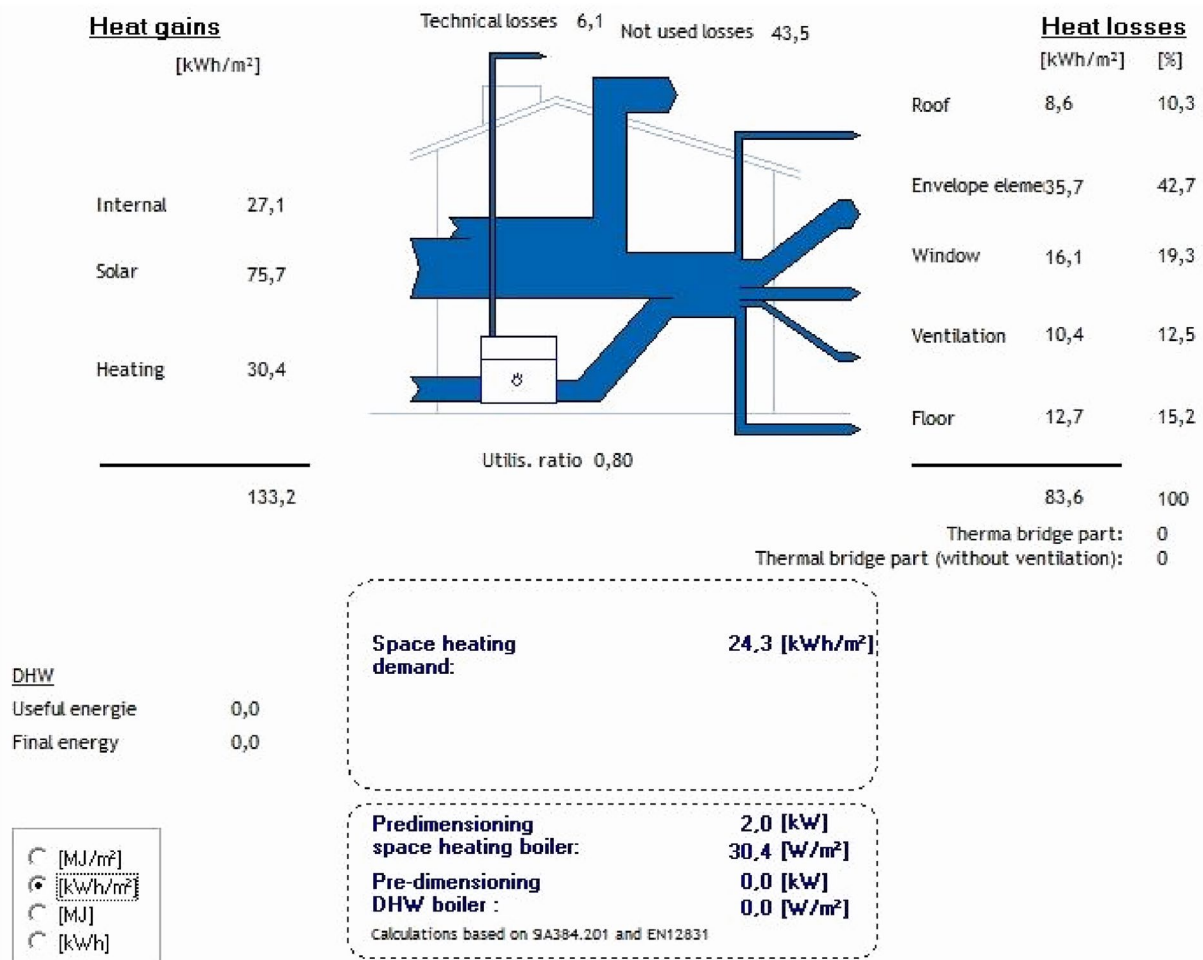 Heat gains
[kWh/m²]
Internal 27,1
Solar 75,7
Heating 30,4
133,2
Technical losses 6,1
Not used losses 43,5
Utilis. ratio 0,80
Heat losses
[kWh/m²] [%]
Roof 8,6 10,3
Envelope eleme 35,7 42,7
Window 16,1 19,3
Ventilation 10,4 12,5
Floor 12,7 15,2
83,6 100
Therma bridge part: 0
Thermal bridge part (without ventilation): 0
DHW
Useful energie 0,0
Final energy 0,0
Space heating 24,3 [kWh/m²]
demand:
Predimensioning 2,0 [kW]
space heating boiler: 30,4 [W/m²]
Pre-dimensioning 0,0 [kW]
DHW boiler : 0,0 [W/m²]
Calculations based on SIA384.201 and EN12831
[MJ/m²]
[kWh/m²]
[MJ]
[kWh]